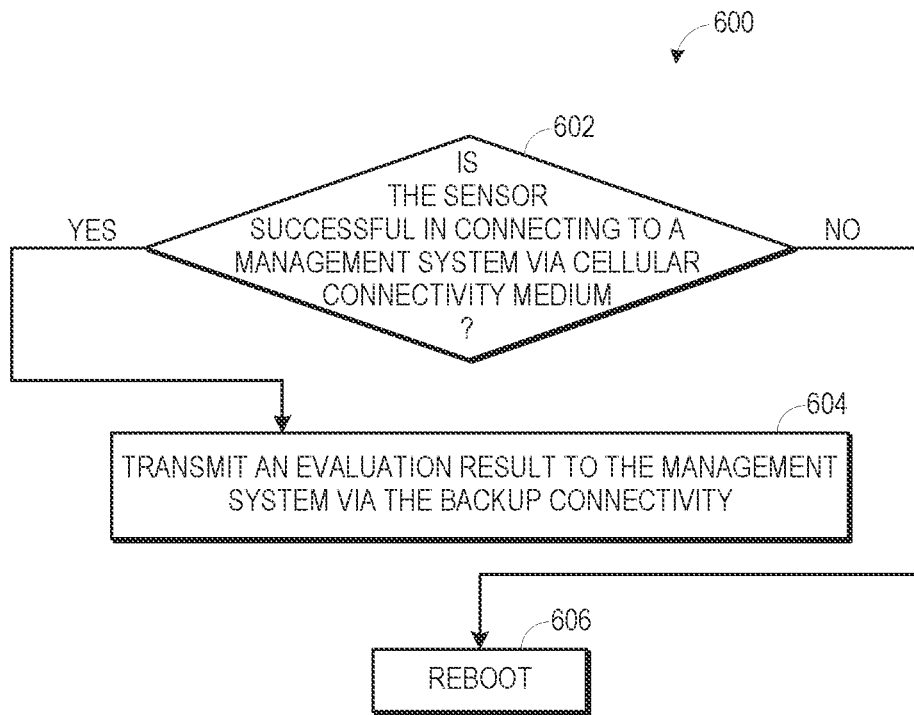 600
602
IS
THE SENSOR
SUCCESSFUL IN CONNECTING TO A
MANAGEMENT SYSTEM VIA CELLULAR
CONNECTIVITY MEDIUM
?
YES
NO
604
TRANSMIT AN EVALUATION RESULT TO THE MANAGEMENT
SYSTEM VIA THE BACKUP CONNECTIVITY
606
REBOOT